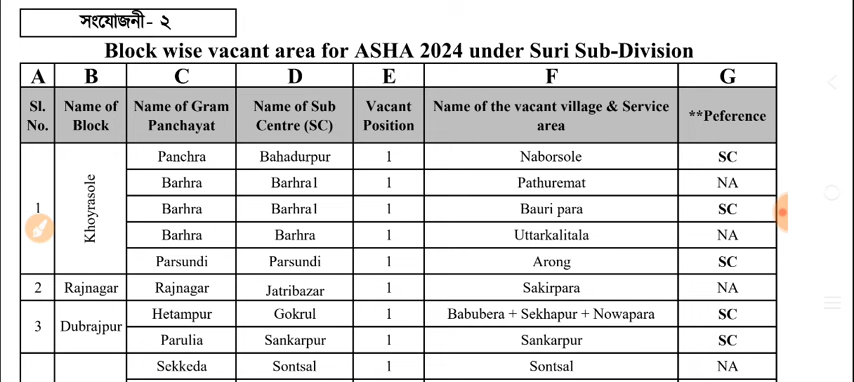 সংযোজনী- ২
Block wise vacant area for ASHA 2024 under Suri Sub-Division
A B C D E F G
Sl. No. Name of Block Name of Gram Panchayat Name of Sub Centre (SC) Vacant Position Name of the vacant village & Service area **Peference
1 Khoyrasole Panchra Bahadurpur 1 Naborsole SC
Barhra Barhra1 1 Pathuremat NA
Barhra Barhra1 1 Bauri para SC
Barhra Barhra 1 Uttarkalitala NA
Parsundi Parsundi 1 Arong SC
2 Rajnagar Rajnagar Jatribazar 1 Sakirpara NA
3 Dubrajpur Hetampur Gokrul 1 Babubera + Sekhapur + Nowapara SC
Parulia Sankarpur 1 Sankarpur SC
Sekkeda Sontsal 1 Sontsal NA